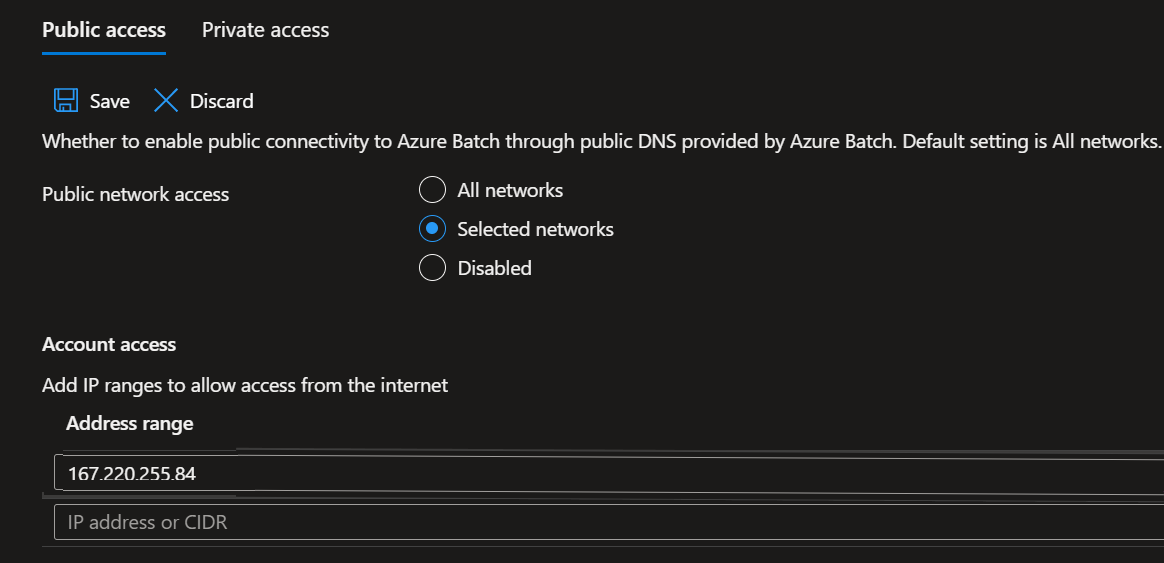 Public access Private access
Save Discard
Whether to enable public connectivity to Azure Batch through public DNS provided by Azure Batch. Default setting is All networks.
Public network access
All networks
Selected networks
Disabled
Account access
Add IP ranges to allow access from the internet
Address range
167.220.255.84
IP address or CIDR